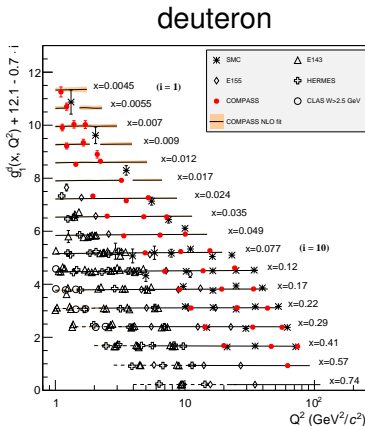 deuteron
g₁ᵈ(x, Q²) + 12.1 - 0.7 · i
12
10
8
6
4
2
0
SMC
E143
E155
HERMES
COMPASS
CLAS W>2.5 GeV
COMPASS NLO fit
x=0.0045
(i = 1)
x=0.0055
x=0.007
x=0.009
x=0.012
x=0.017
x=0.024
x=0.035
x=0.049
x=0.077
(i = 10)
x=0.12
x=0.17
x=0.22
x=0.29
x=0.41
x=0.57
x=0.74
1
10
10²
Q² (GeV²/c²)